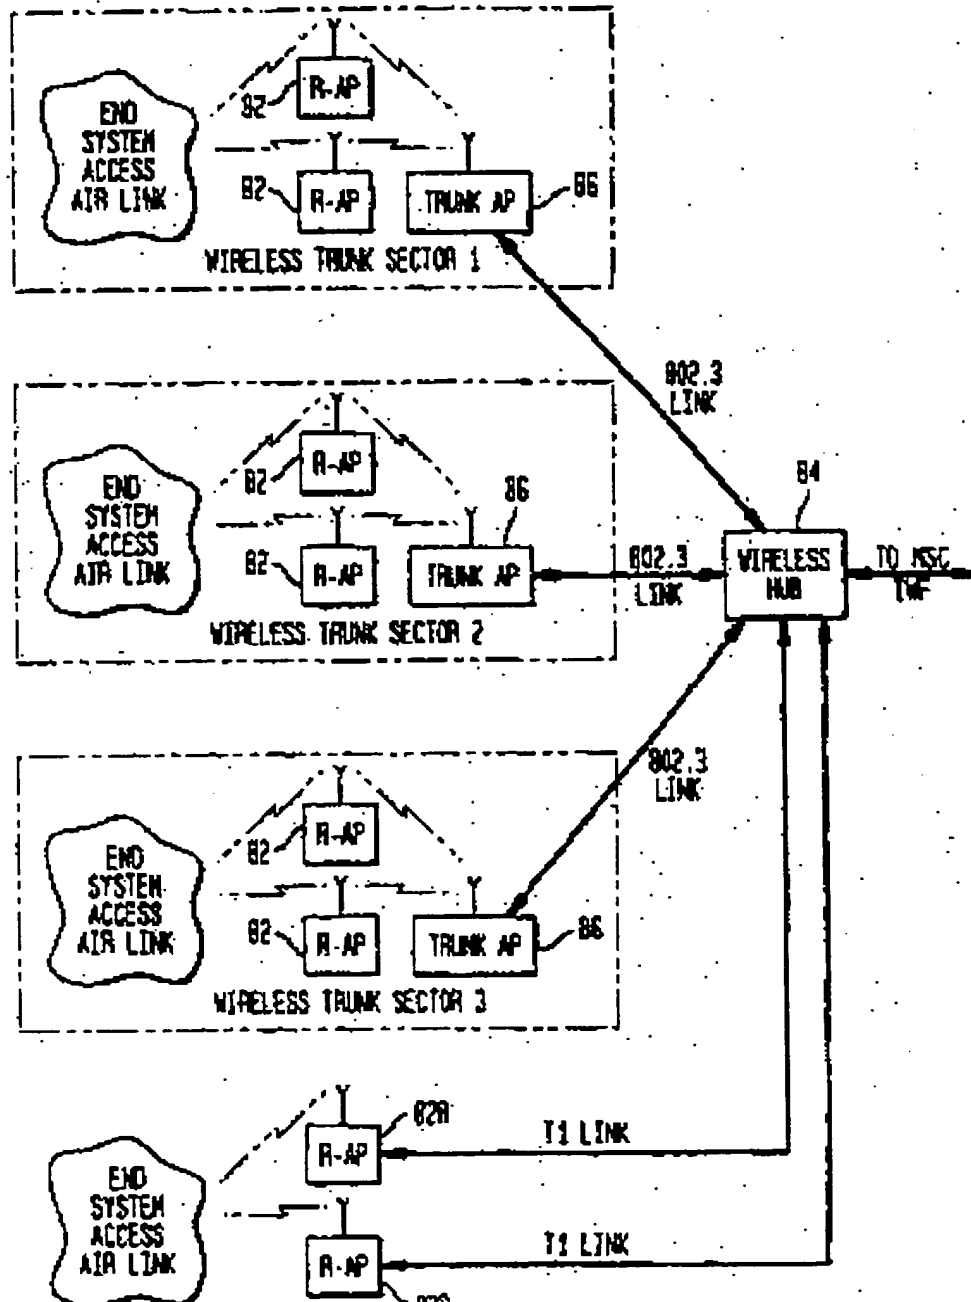 END
SYSTEM
ACCESS
AIR LINK
82
R-AP
82
R-AP
TRUNK AP
86
WIRELESS TRUNK SECTOR 1
802.3
LINK
END
SYSTEM
ACCESS
AIR LINK
82
R-AP
82
R-AP
86
TRUNK AP
WIRELESS TRUNK SECTOR 2
802.3
LINK
84
WIRELESS
HUB
TO MSC
IWF
802.3
LINK
END
SYSTEM
ACCESS
AIR LINK
82
R-AP
82
R-AP
TRUNK AP
86
WIRELESS TRUNK SECTOR 3
END
SYSTEM
ACCESS
AIR LINK
82A
R-AP
T1 LINK
R-AP
T1 LINK